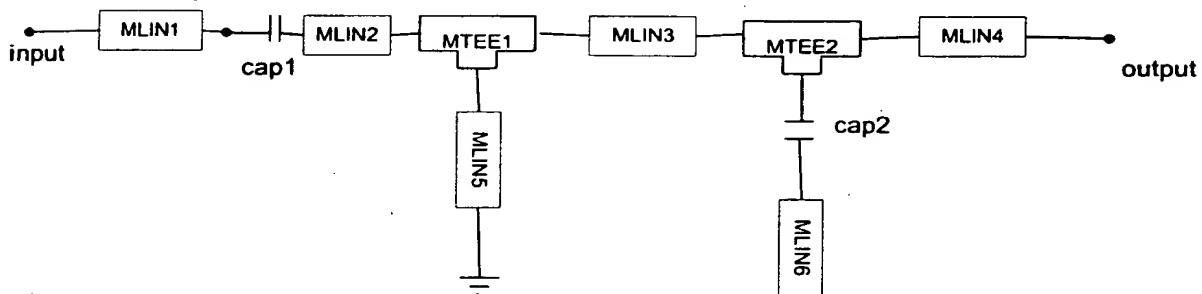 MLIN1
MLIN2
MTEE1
MLIN3
MTEE2
MLIN4
input
cap1
output
cap2
MLIN5
MLIN6